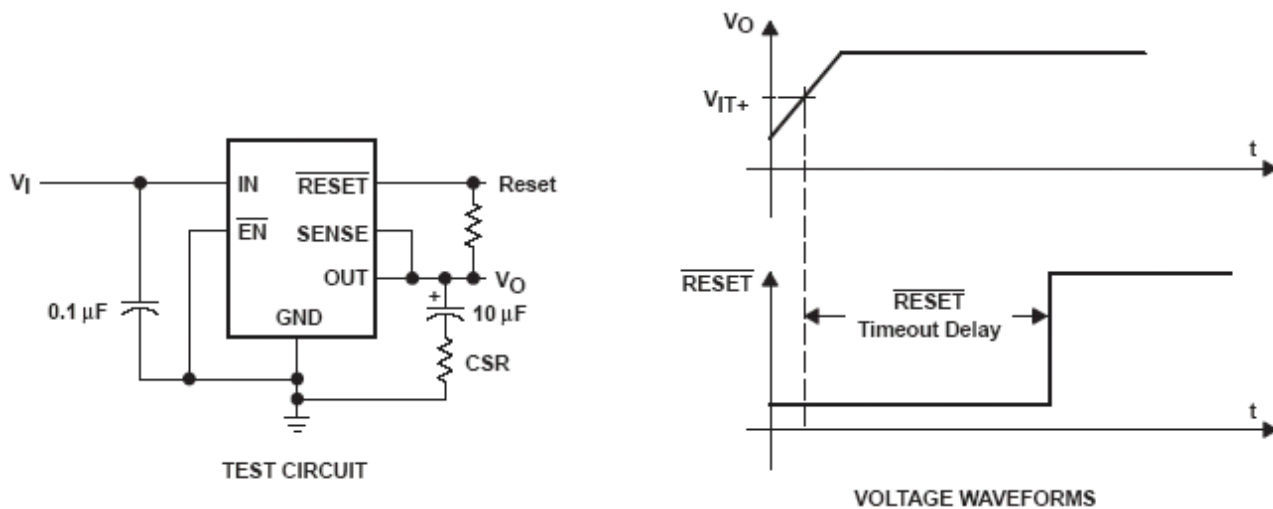 VI
IN
RESET
Reset
EN
SENSE
OUT
VO
0.1 μF
GND
+
10 μF
CSR
TEST CIRCUIT
VO
VIT+
t
RESET
RESET
Timeout Delay
t
VOLTAGE WAVEFORMS